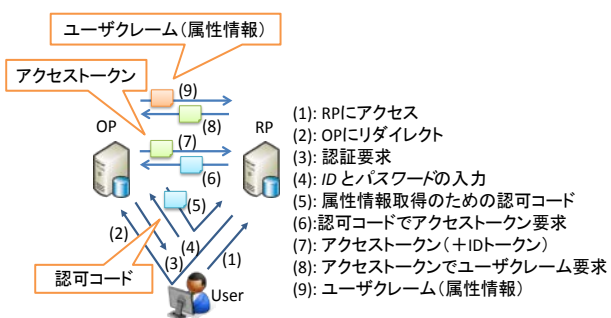 ユーザクレーム(属性情報)
アクセストークン
(9)
(8)
OP
RP
(7)
(6)
(5)
(2)
(4)
(3)
(1)
認可コード
User
(1): RPにアクセス
(2): OPにリダイレクト
(3): 認証要求
(4): IDとパスワードの入力
(5): 属性情報取得のための認可コード
(6):認可コードでアクセストークン要求
(7): アクセストークン(+IDトークン)
(8): アクセストークンでユーザクレーム要求
(9): ユーザクレーム(属性情報)